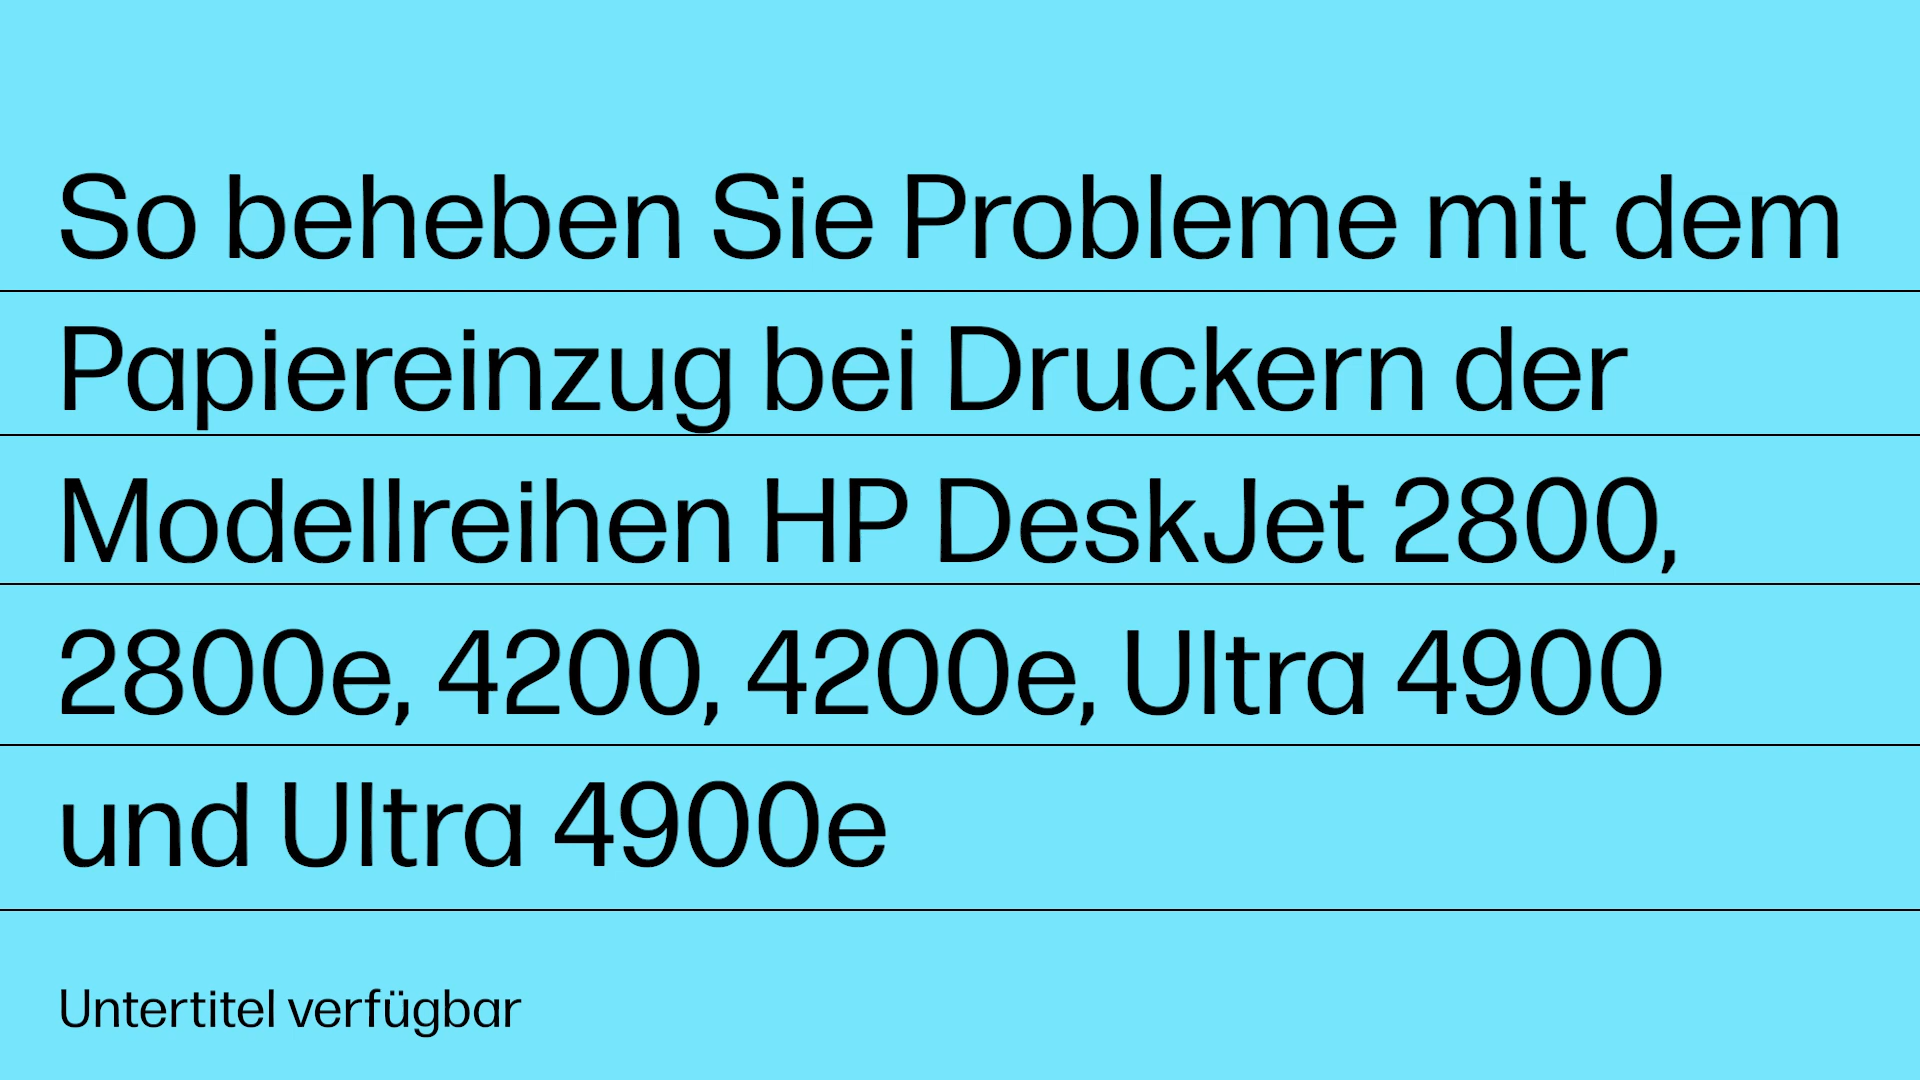 So beheben Sie Probleme mit dem
Papiereinzug bei Druckern der
Modellreihen HP DeskJet 2800,
2800e, 4200, 4200e, Ultra 4900
und Ultra 4900e
Untertitel verfügbar